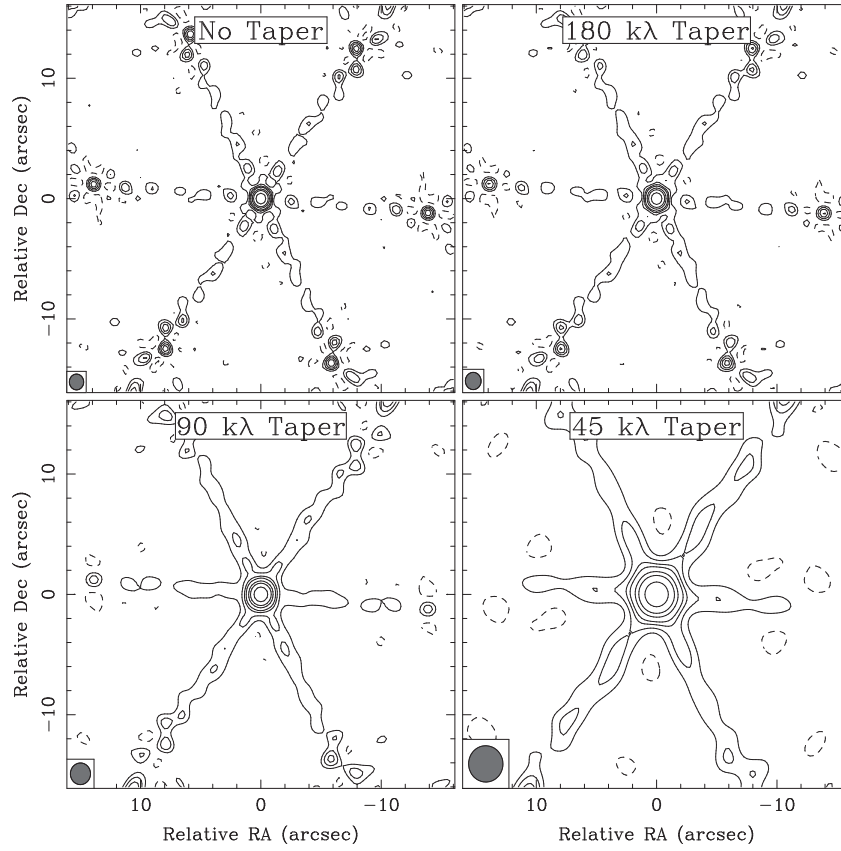 No Taper
180 kλ Taper
Relative Dec (arcsec)
10
0
−10
90 kλ Taper
45 kλ Taper
Relative Dec (arcsec)
10
0
−10
10 0 −10
10 0 −10
Relative RA (arcsec)
Relative RA (arcsec)